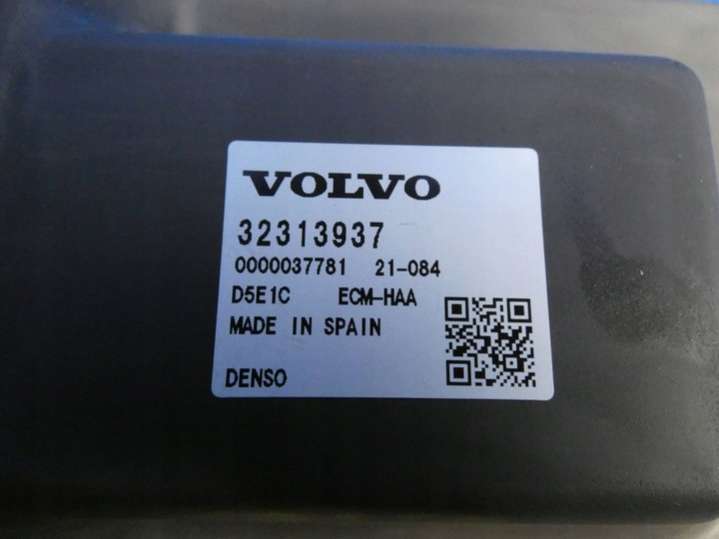 VOLVO
32313937
0000037781 21-084
D5E1C ECM-HAA
MADE IN SPAIN
DENSO